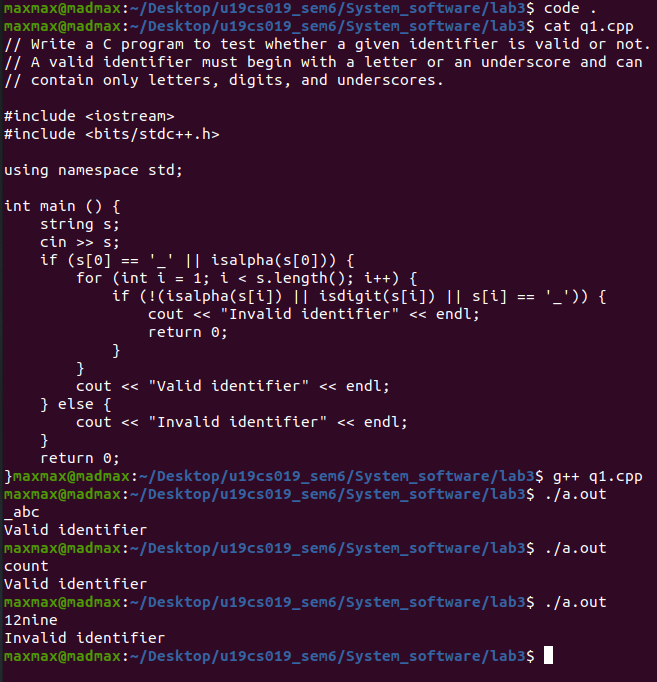 maxmax@madmax:~/Desktop/u19cs019_sem6/System_software/lab3$ code .
maxmax@madmax:~/Desktop/u19cs019_sem6/System_software/lab3$ cat q1.cpp
// Write a C program to test whether a given identifier is valid or not.
// A valid identifier must begin with a letter or an underscore and can
// contain only letters, digits, and underscores.

#include <iostream>
#include <bits/stdc++.h>

using namespace std;

int main () {
    string s;
    cin >> s;
    if (s[0] == '_' || isalpha(s[0])) {
        for (int i = 1; i < s.length(); i++) {
            if (!(isalpha(s[i]) || isdigit(s[i]) || s[i] == '_')) {
                cout << "Invalid identifier" << endl;
                return 0;
            }
        }
        cout << "Valid identifier" << endl;
    } else {
        cout << "Invalid identifier" << endl;
    }
    return 0;
}maxmax@madmax:~/Desktop/u19cs019_sem6/System_software/lab3$ g++ q1.cpp
maxmax@madmax:~/Desktop/u19cs019_sem6/System_software/lab3$ ./a.out
_abc
Valid identifier
maxmax@madmax:~/Desktop/u19cs019_sem6/System_software/lab3$ ./a.out
count
Valid identifier
maxmax@madmax:~/Desktop/u19cs019_sem6/System_software/lab3$ ./a.out
12nine
Invalid identifier
maxmax@madmax:~/Desktop/u19cs019_sem6/System_software/lab3$